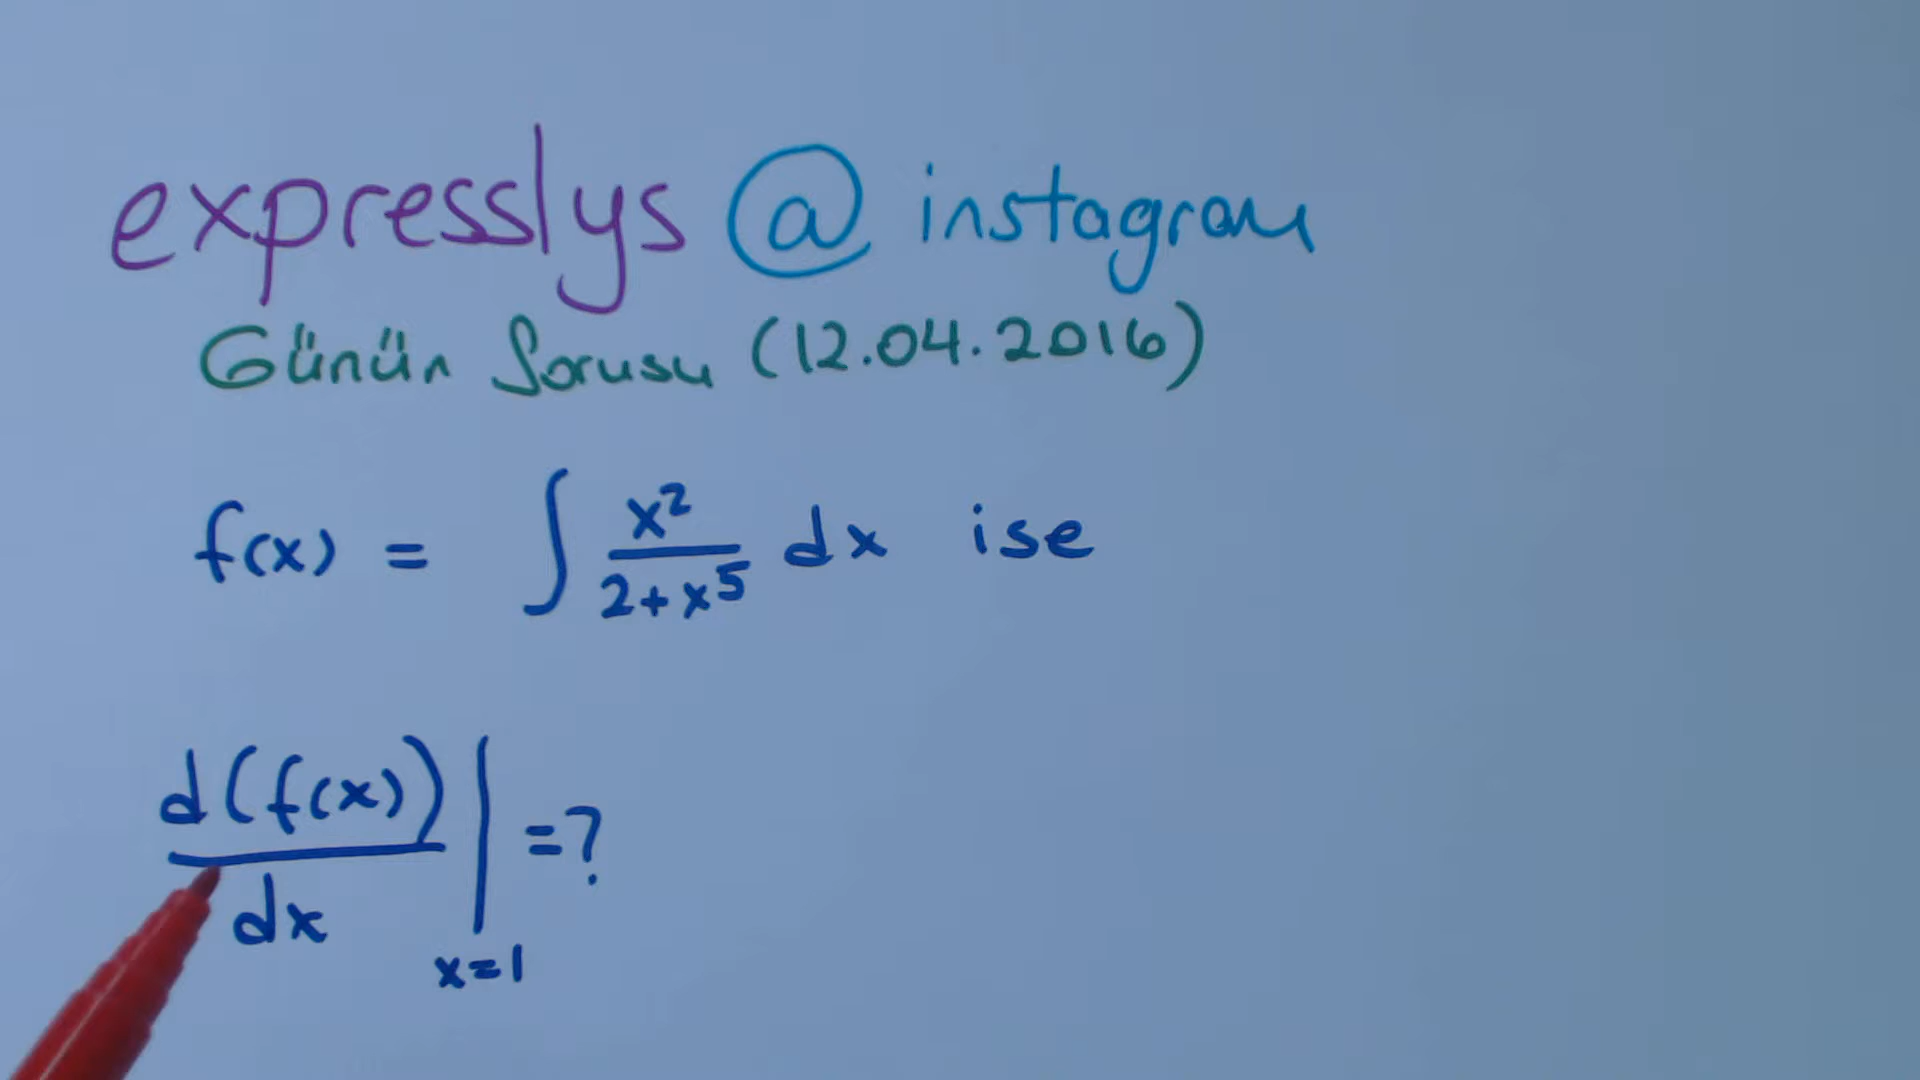 expresslys @ instagram
Günün Sorusu (12.04.2016)
f(x) = ∫ x²/(2+x⁵) dx ise
d(f(x))/dx |x=1 =?